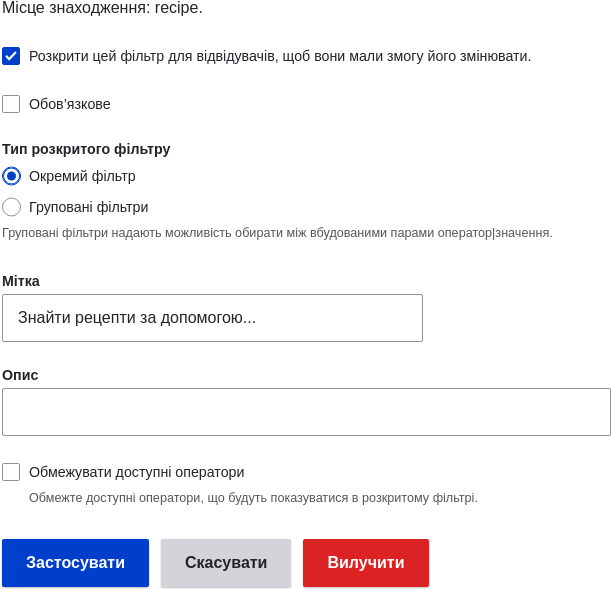 Місце знаходження: recipe.
Розкрити цей фільтр для відвідувачів, щоб вони мали змогу його змінювати.
Обов’язкове
Тип розкритого фільтру
Окремий фільтр
Груповані фільтри
Груповані фільтри надають можливість обирати між вбудованими парами оператор|значення.
Мітка
Знайти рецепти за допомогою...
Опис
Обмежувати доступні оператори
Обмежте доступні оператори, що будуть показуватися в розкритому фільтрі.
Застосувати Скасувати Вилучити